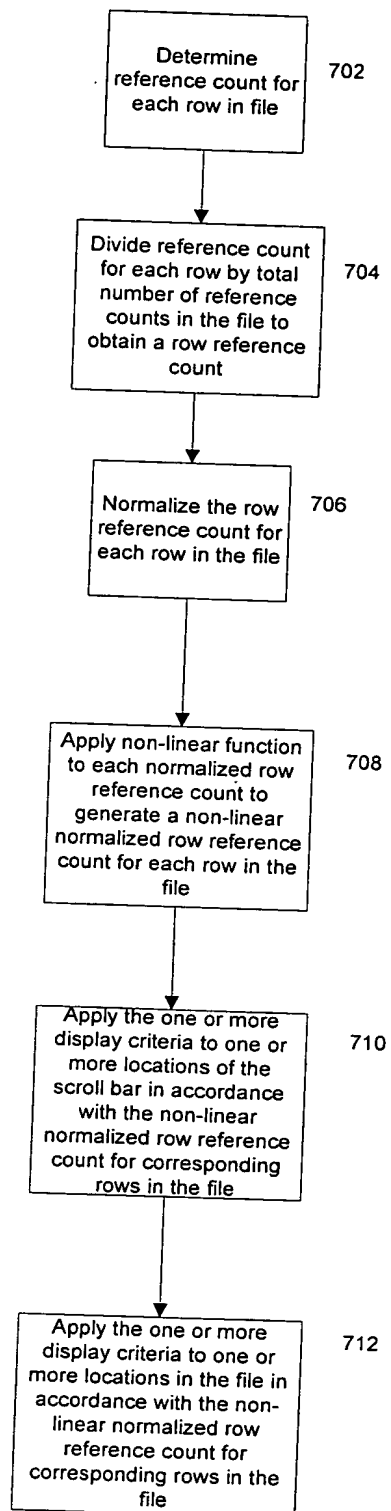 Determine
reference count for
each row in file
702
Divide reference count
for each row by total
number of reference
counts in the file to
obtain a row reference
count
704
Normalize the row
reference count for
each row in the file
706
Apply non-linear function
to each normalized row
reference count to
generate a non-linear
normalized row reference
count for each row in the
file
708
Apply the one or more
display criteria to one or
more locations of the
scroll bar in accordance
with the non-linear
normalized row reference
count for corresponding
rows in the file
710
Apply the one or more
display criteria to one or
more locations in the file in
accordance with the non-
linear normalized row
reference count for
corresponding rows in the
file
712